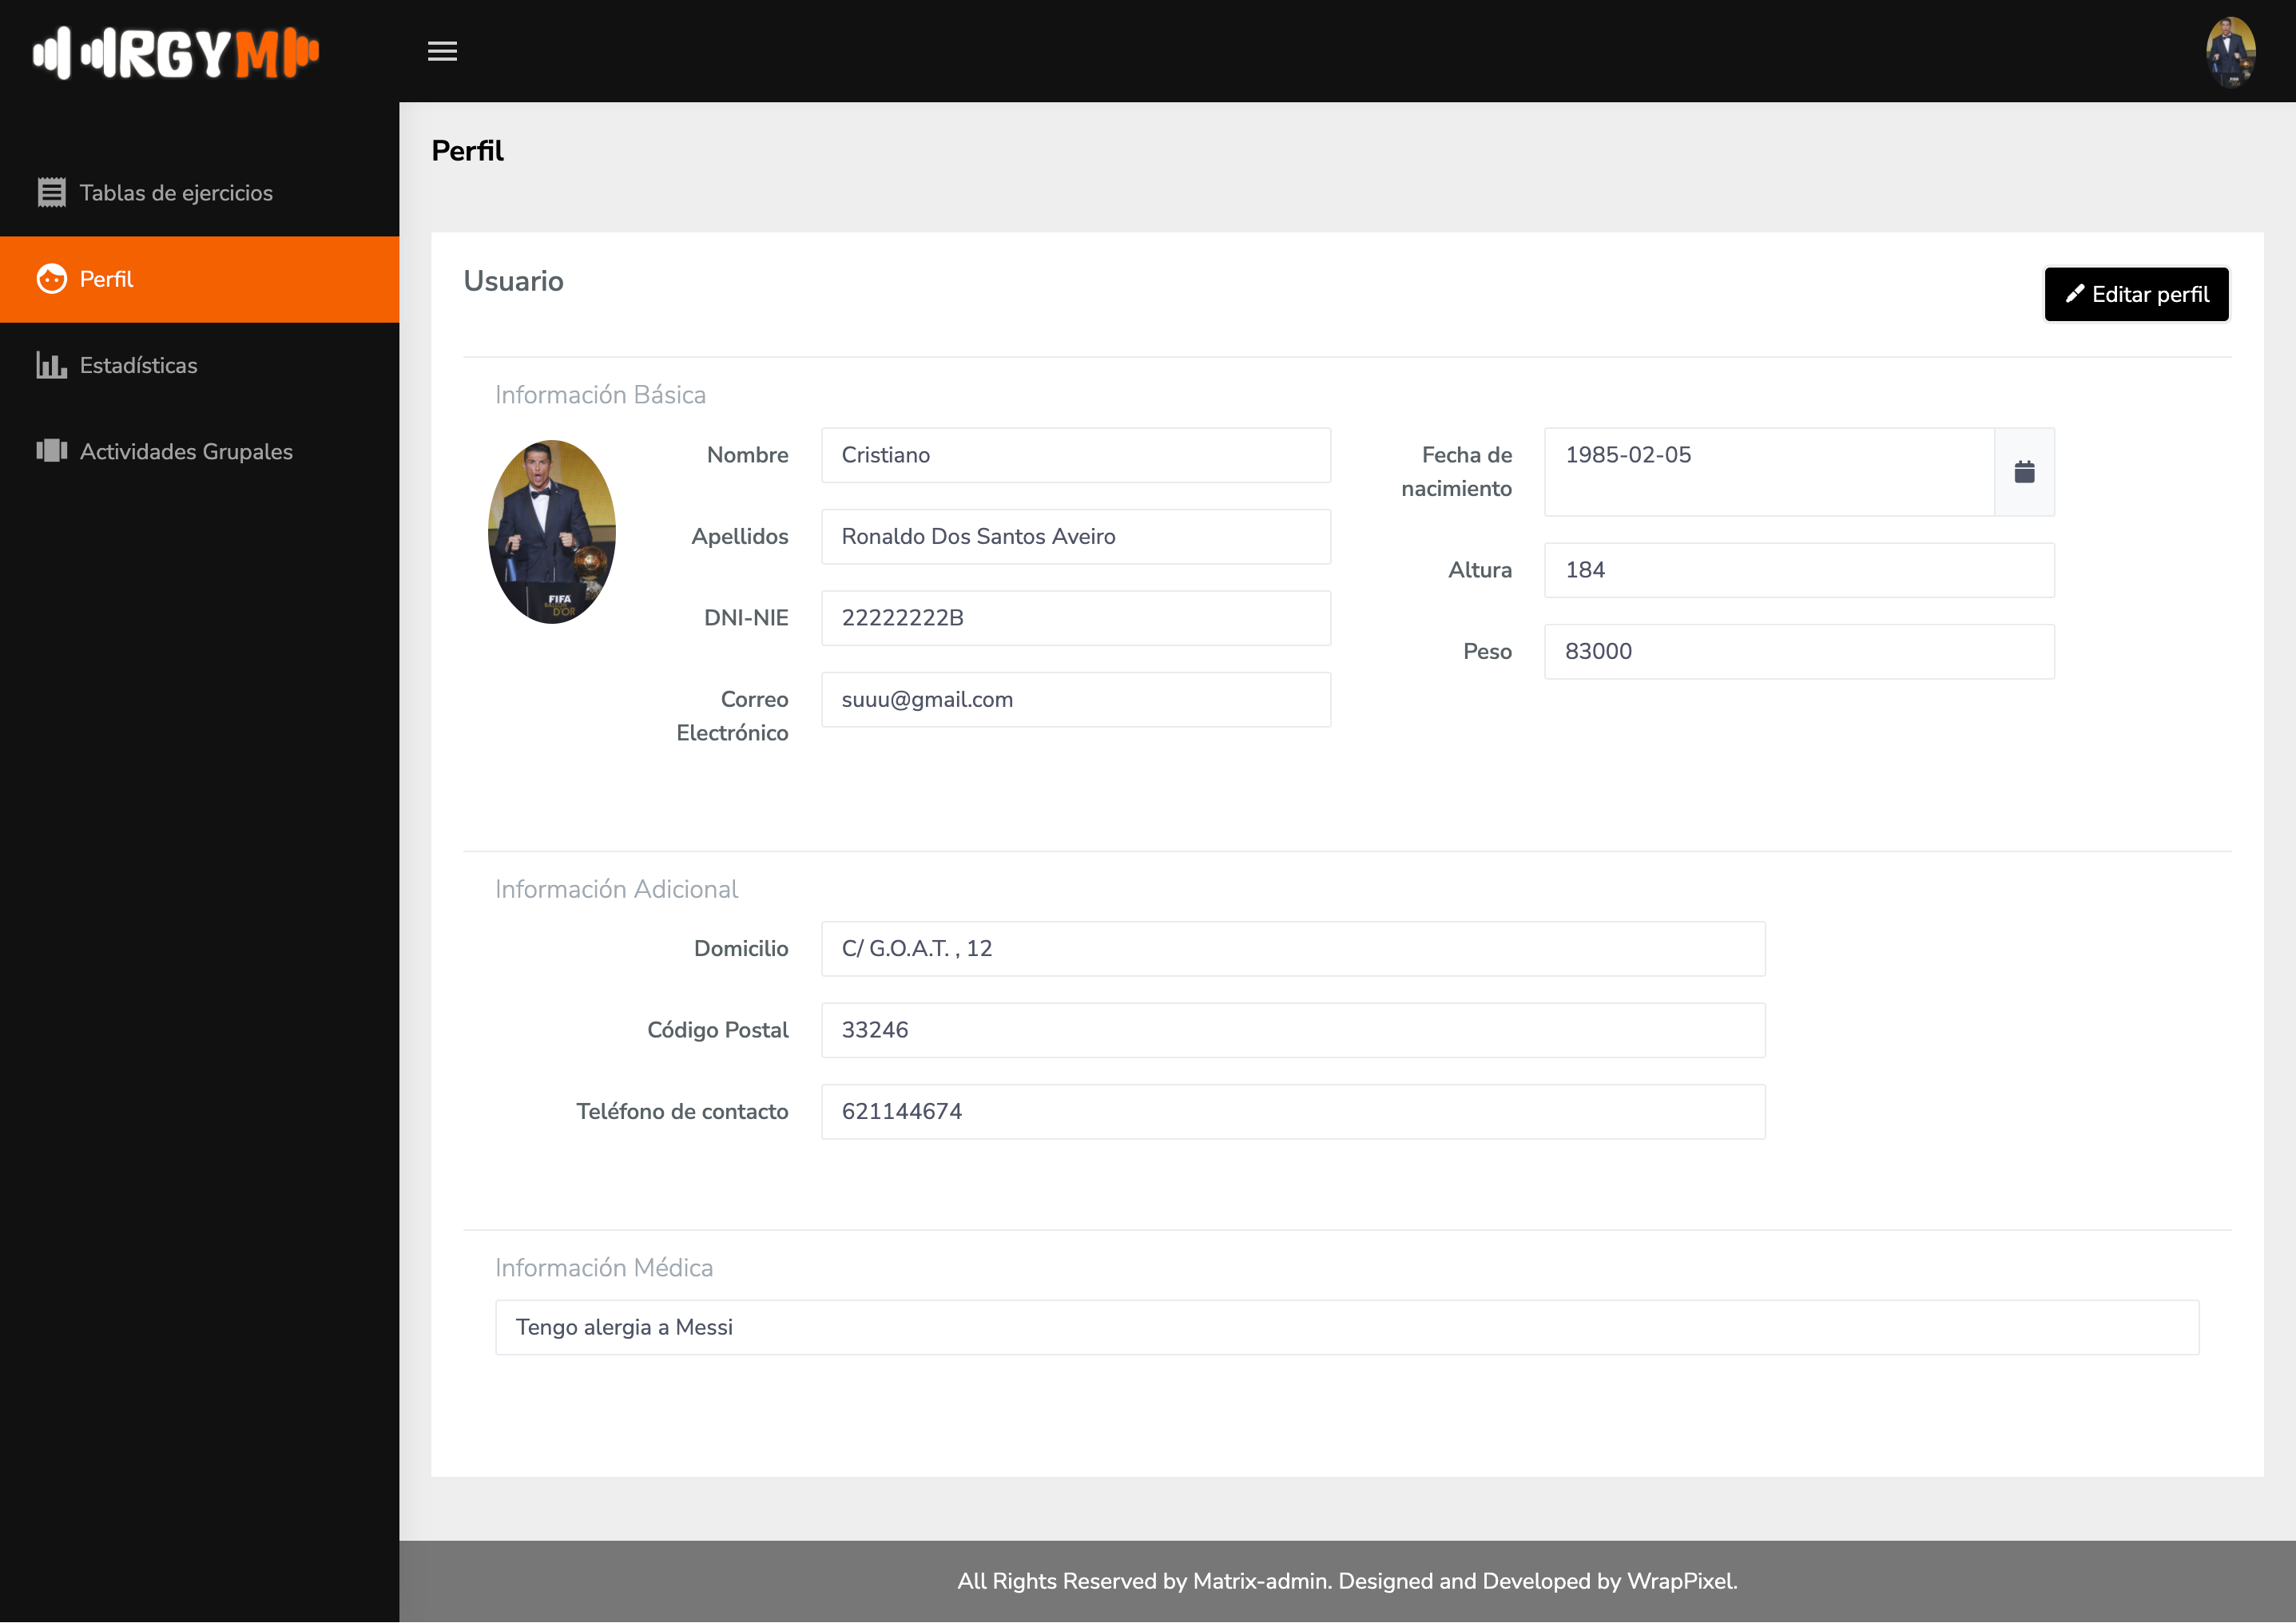 RGYM
Perfil
Tablas de ejercicios
Perfil
Estadísticas
Actividades Grupales
Usuario
Editar perfil
Información Básica
Nombre
Cristiano
Apellidos
Ronaldo Dos Santos Aveiro
DNI-NIE
22222222B
Correo
Electrónico
suuu@gmail.com
FIFA
BALLON
D'OR
Fecha de
nacimiento
1985-02-05
Altura
184
Peso
83000
Información Adicional
Domicilio
C/ G.O.A.T. , 12
Código Postal
33246
Teléfono de contacto
621144674
Información Médica
Tengo alergia a Messi
All Rights Reserved by Matrix-admin. Designed and Developed by WrapPixel.